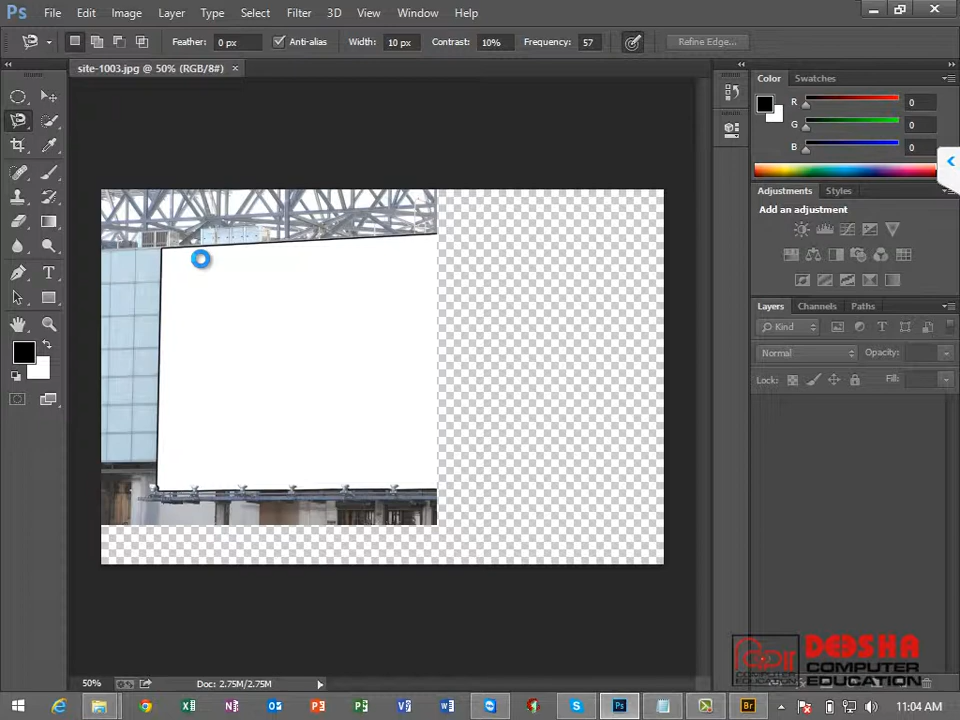 Ps File Edit Image Layer Type Select Filter 3D View Window Help
Feather: 0 px Anti-alias Width: 10 px Contrast: 10% Frequency: 57 Refine Edge...
site-1003.jpg @ 50% (RGB/8#) ×
Color Swatches
R 0
G 0
B 0
Adjustments Styles
Add an adjustment
Layers Channels Paths
Kind T
Normal Opacity:
Lock: Fill:
T
50% Doc: 2.75M/2.75M
DEESHA
COMPUTER
EDUCATION
Ps Br 11:04 AM